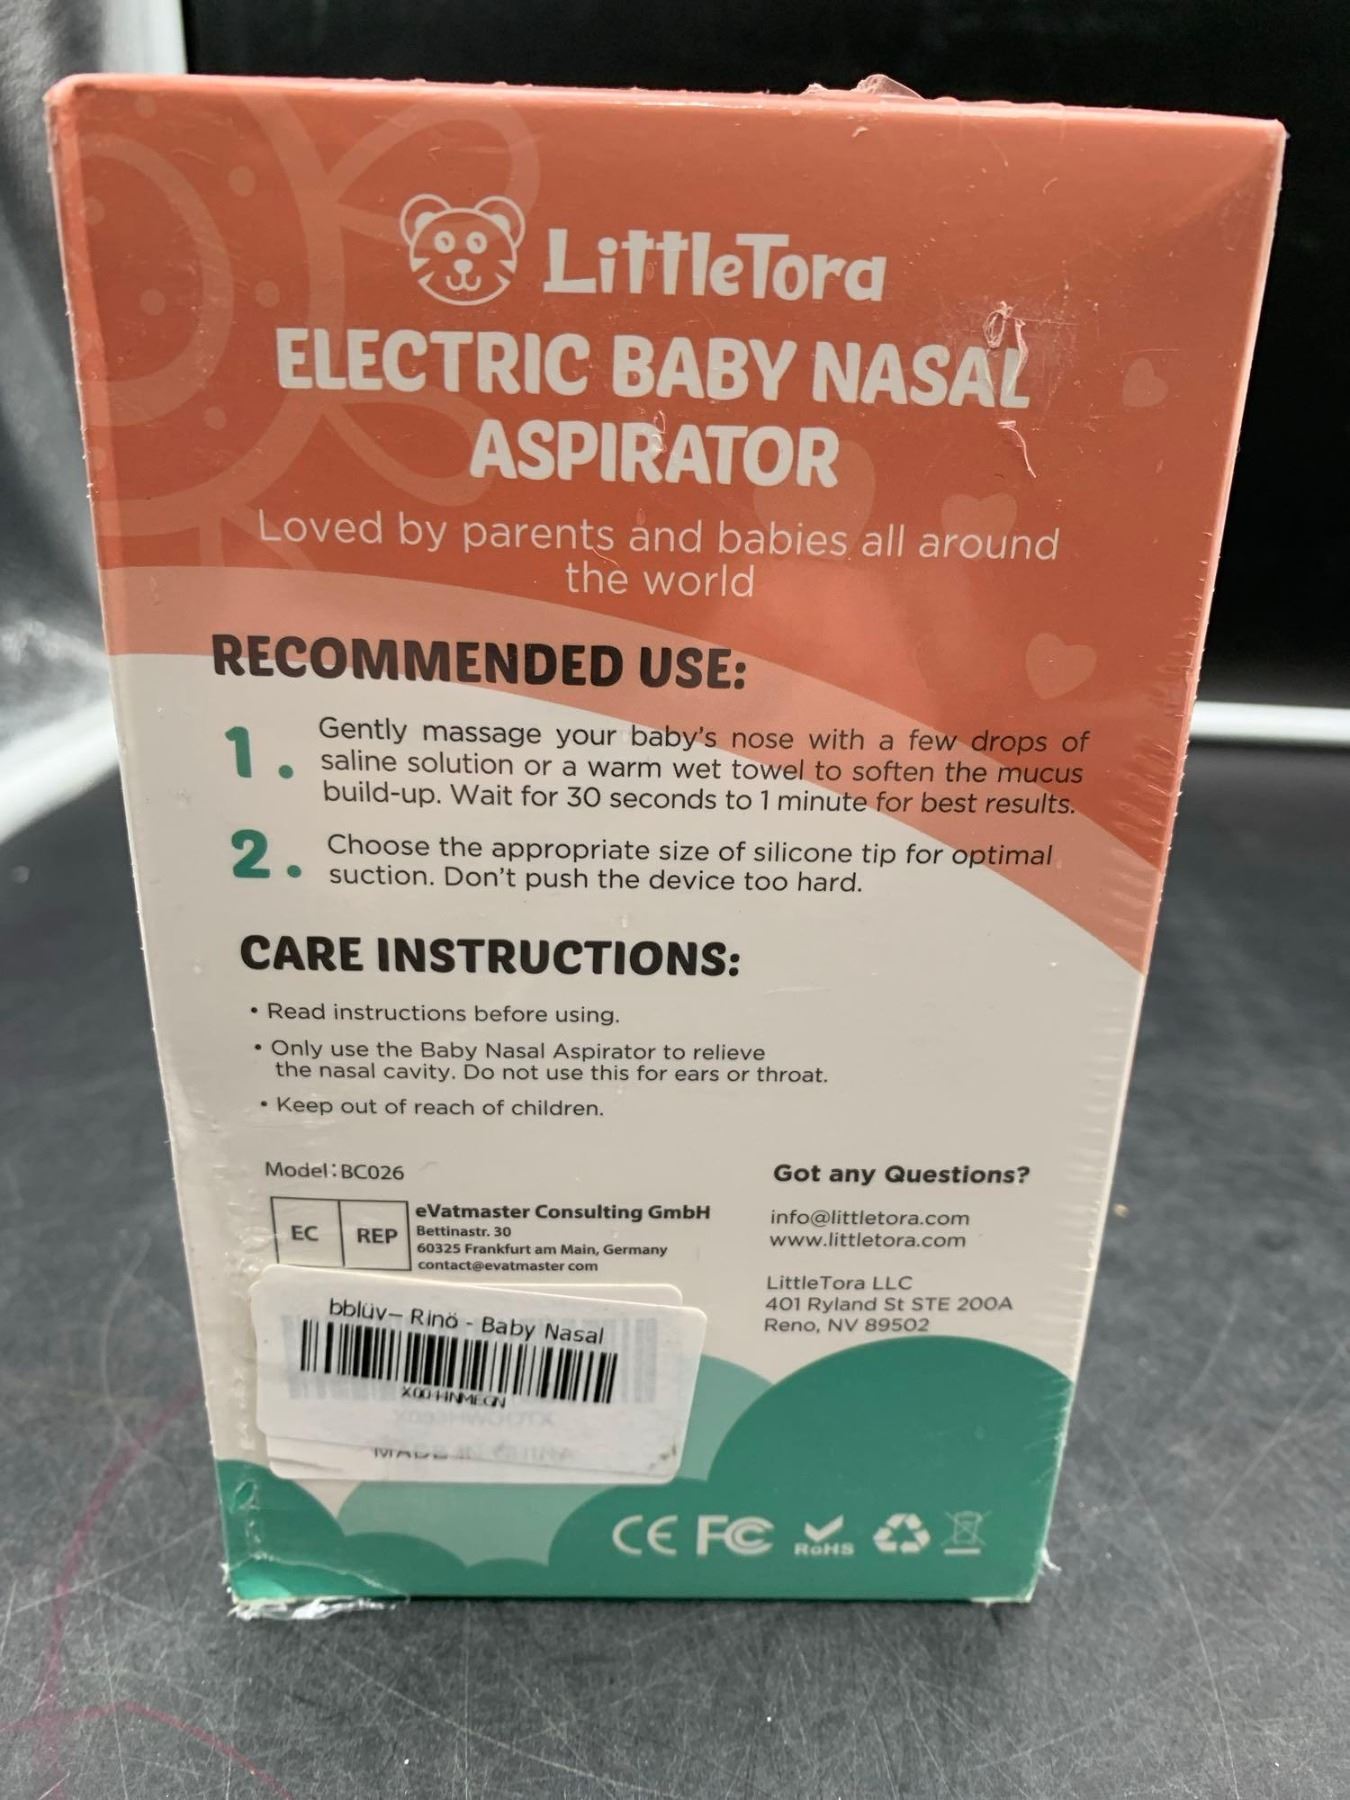 LittleTora
ELECTRIC BABY NASAL
ASPIRATOR
Loved by parents and babies all around
the world
RECOMMENDED USE:
1. Gently massage your baby's nose with a few drops of
saline solution or a warm wet towel to soften the mucus
build-up. Wait for 30 seconds to 1 minute for best results.
2. Choose the appropriate size of silicone tip for optimal
suction. Don't push the device too hard.
CARE INSTRUCTIONS:
• Read instructions before using.
• Only use the Baby Nasal Aspirator to relieve
the nasal cavity. Do not use this for ears or throat.
• Keep out of reach of children.
Model: BC026
EC REP
eVatmaster Consulting GmbH
Bettinastr. 30
60325 Frankfurt am Main, Germany
contact@evatmaster com
Got any Questions?
info@littletora.com
www.littletora.com
LittleTora LLC
401 Ryland St STE 200A
Reno, NV 89502
bblüv– Rinö - Baby Nasal
CE FC RoHS